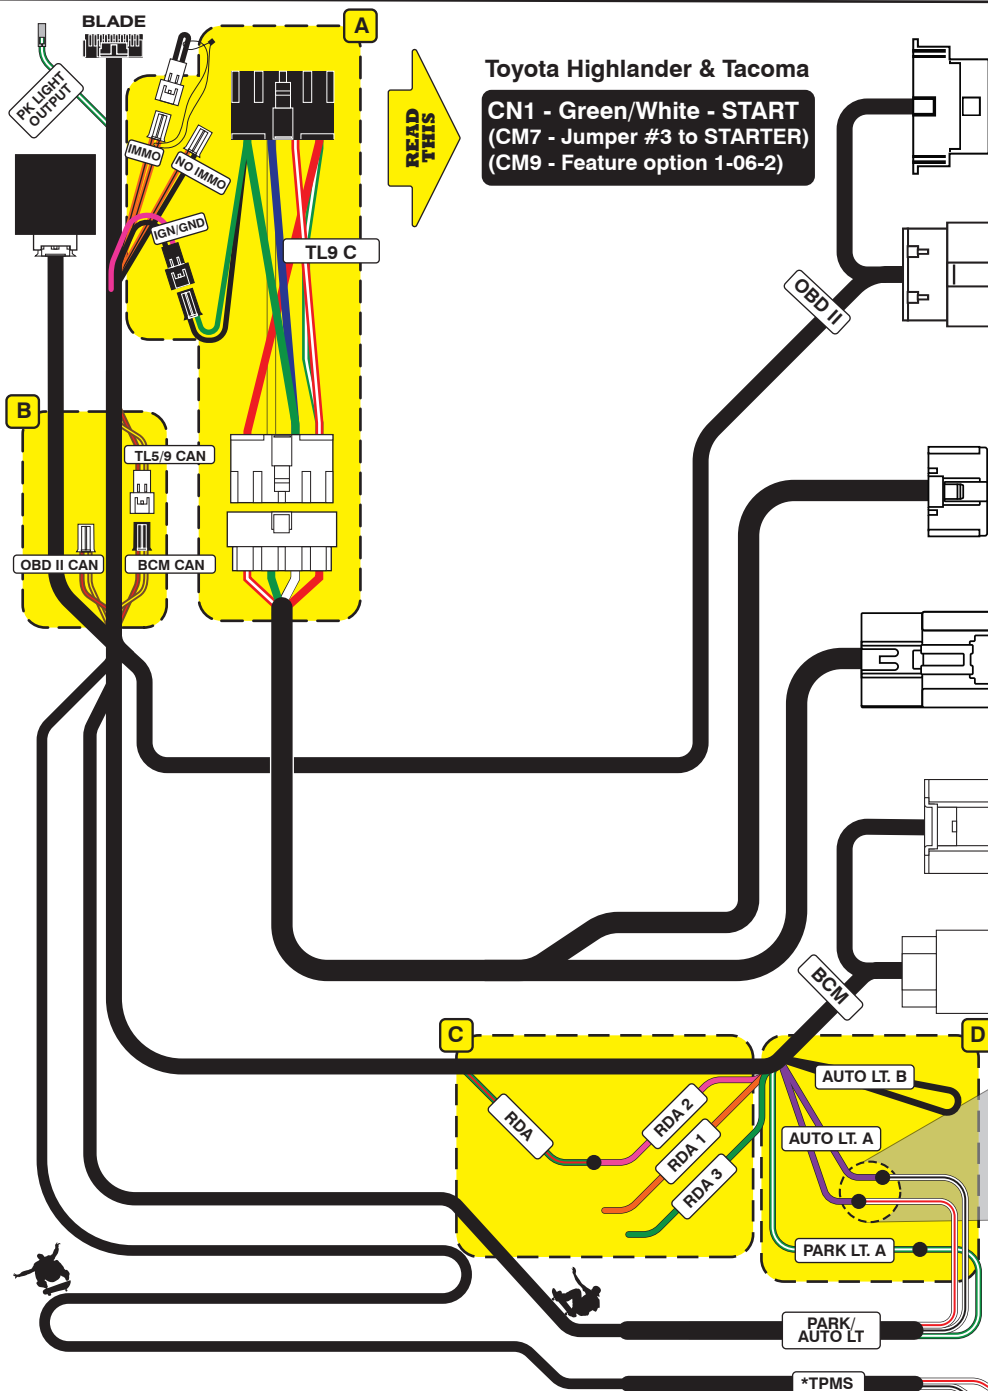 BLADE
A
PK LIGHT
OUTPUT
READ
THIS
Toyota Highlander & Tacoma
CN1 - Green/White - START
(CM7 - Jumper #3 to STARTER)
(CM9 - Feature option 1-06-2)
IMMO
NO IMMO
IGN/GND
TL9 C
OBD II
B
TL5/9 CAN
OBD II CAN
BCM CAN
BCM
C
D
AUTO LT. B
RDA
RDA 2
RDA 1
RDA 3
AUTO LT. A
PARK LT. A
PARK/
AUTO LT
*TPMS